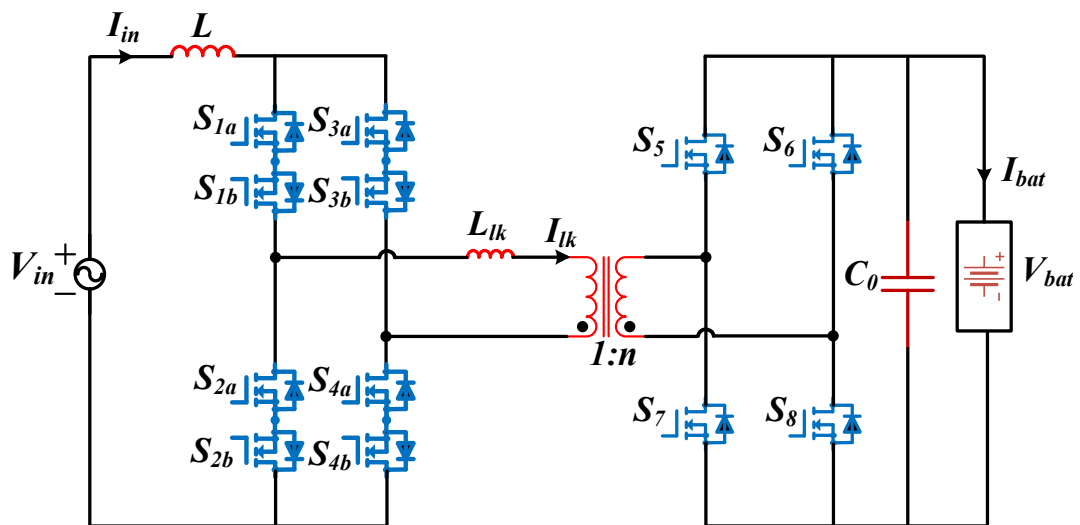 I_in
L
S_1a
S_3a
S_1b
S_3b
S_5
S_6
I_bat
L_lk
I_lk
V_in
+
−
C_0
+
-
V_bat
1:n
S_2a
S_4a
S_7
S_8
S_2b
S_4b